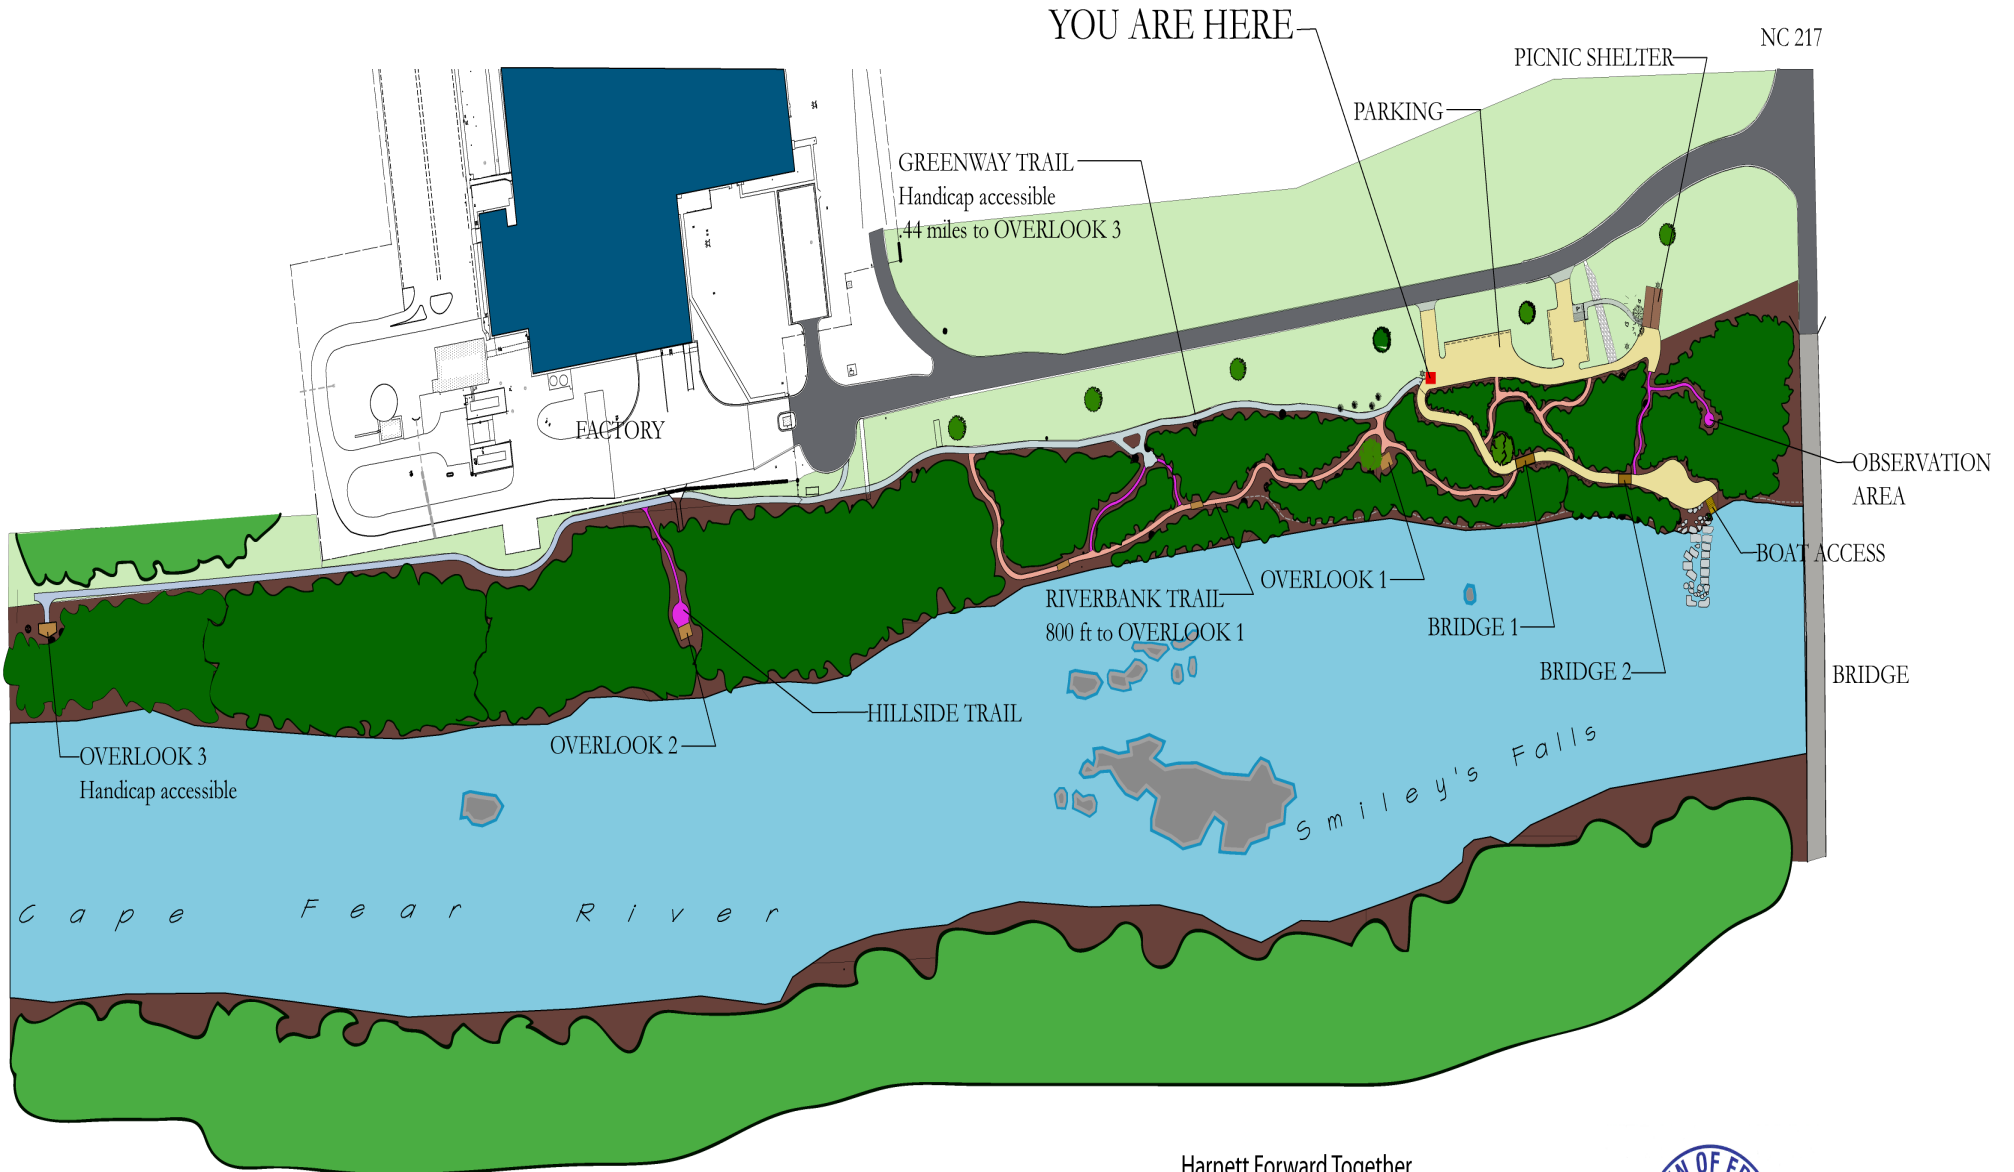 YOU ARE HERE
NC 217
PICNIC SHELTER
PARKING
GREENWAY TRAIL
Handicap accessible
.44 miles to OVERLOOK 3
FACTORY
OBSERVATION
AREA
BOAT ACCESS
OVERLOOK 1
RIVERBANK TRAIL
800 ft to OVERLOOK 1
BRIDGE 1
BRIDGE 2
BRIDGE
HILLSIDE TRAIL
OVERLOOK 2
OVERLOOK 3
Handicap accessible
Smiley's Falls
Cape Fear River
Harnett Forward Together